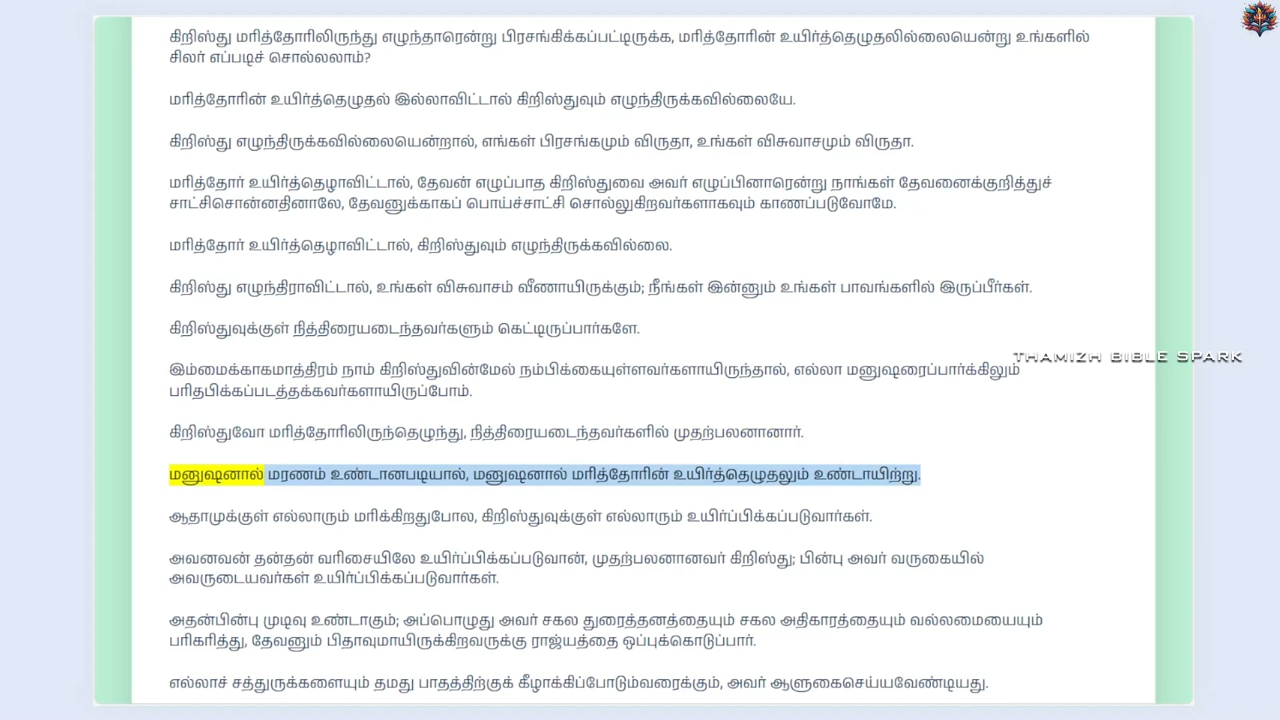 கிறிஸ்து மரித்தோரிலிருந்து எழுந்தாரென்று பிரசங்கிக்கப்பட்டிருக்க, மரித்தோரின் உயிர்த்தெழுதலில்லையென்று உங்களில்
சிலர் எப்படிச் சொல்லலாம்?
மரித்தோரின் உயிர்த்தெழுதல் இல்லாவிட்டால் கிறிஸ்துவும் எழுந்திருக்கவில்லையே.
கிறிஸ்து எழுந்திருக்கவில்லையென்றால், எங்கள் பிரசங்கமும் விருதா, உங்கள் விசுவாசமும் விருதா.
மரித்தோர் உயிர்த்தெழாவிட்டால், தேவன் எழுப்பாத கிறிஸ்துவை அவர் எழுப்பினாரென்று நாங்கள் தேவனைக்குறித்துச்
சாட்சிசொன்னதினாலே, தேவனுக்காகப் பொய்ச்சாட்சி சொல்லுகிறவர்களாகவும் காணப்படுவோமே.
மரித்தோர் உயிர்த்தெழாவிட்டால், கிறிஸ்துவும் எழுந்திருக்கவில்லை.
கிறிஸ்து எழுந்திராவிட்டால், உங்கள் விசுவாசம் வீணாயிருக்கும்; நீங்கள் இன்னும் உங்கள் பாவங்களில் இருப்பீர்கள்.
கிறிஸ்துவுக்குள் நித்திரையடைந்தவர்களும் கெட்டிருப்பார்களே.
THAMIZH BIBLE SPARK
இம்மைக்காகமாத்திரம் நாம் கிறிஸ்துவின்மேல் நம்பிக்கையுள்ளவர்களாயிருந்தால், எல்லா மனுஷரைப்பார்க்கிலும்
பரிதபிக்கப்படத்தக்கவர்களாயிருப்போம்.
கிறிஸ்துவோ மரித்தோரிலிருந்தெழுந்து, நித்திரையடைந்தவர்களில் முதற்பலனானார்.
மனுஷனால் மரணம் உண்டானபடியால், மனுஷனால் மரித்தோரின் உயிர்த்தெழுதலும் உண்டாயிற்று.
ஆதாமுக்குள் எல்லாரும் மரிக்கிறதுபோல, கிறிஸ்துவுக்குள் எல்லாரும் உயிர்ப்பிக்கப்படுவார்கள்.
அவனவன் தன்தன் வரிசையிலே உயிர்ப்பிக்கப்படுவான், முதற்பலனானவர் கிறிஸ்து; பின்பு அவர் வருகையில்
அவருடையவர்கள் உயிர்ப்பிக்கப்படுவார்கள்.
அதன்பின்பு முடிவு உண்டாகும்; அப்பொழுது அவர் சகல துரைத்தனத்தையும் சகல அதிகாரத்தையும் வல்லமையையும்
பரிகரித்து, தேவனும் பிதாவுமாயிருக்கிறவருக்கு ராஜ்யத்தை ஒப்புக்கொடுப்பார்.
எல்லாச் சத்துருக்களையும் தமது பாதத்திற்குக் கீழாக்கிப்போடும்வரைக்கும், அவர் ஆளுகைசெய்யவேண்டியது.